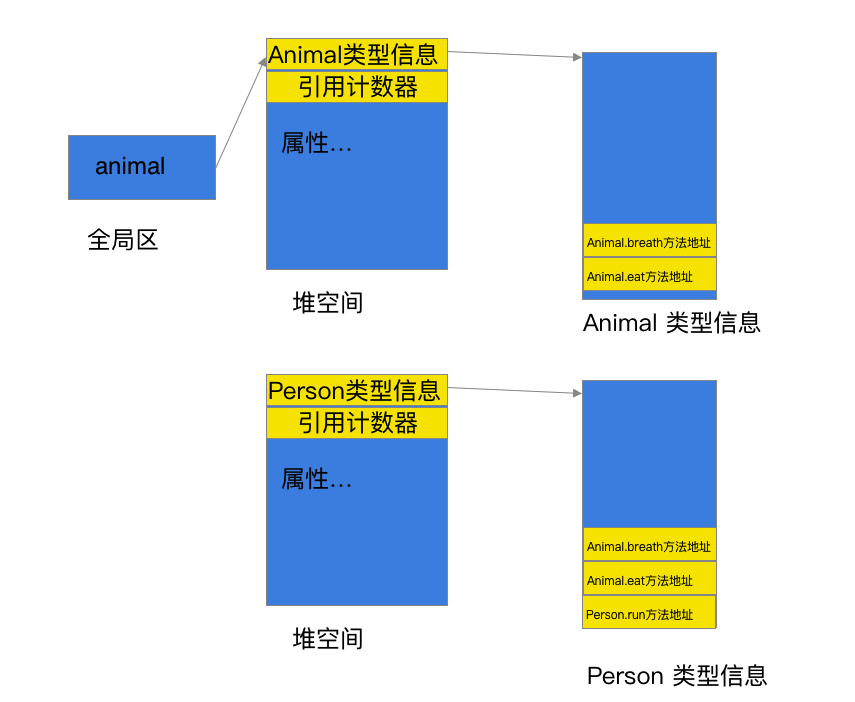 Animal类型信息
引用计数器
属性...
animal
全局区
堆空间
Animal.breath方法地址
Animal.eat方法地址
Animal 类型信息
Person类型信息
引用计数器
属性...
堆空间
Animal.breath方法地址
Animal.eat方法地址
Person.run方法地址
Person 类型信息